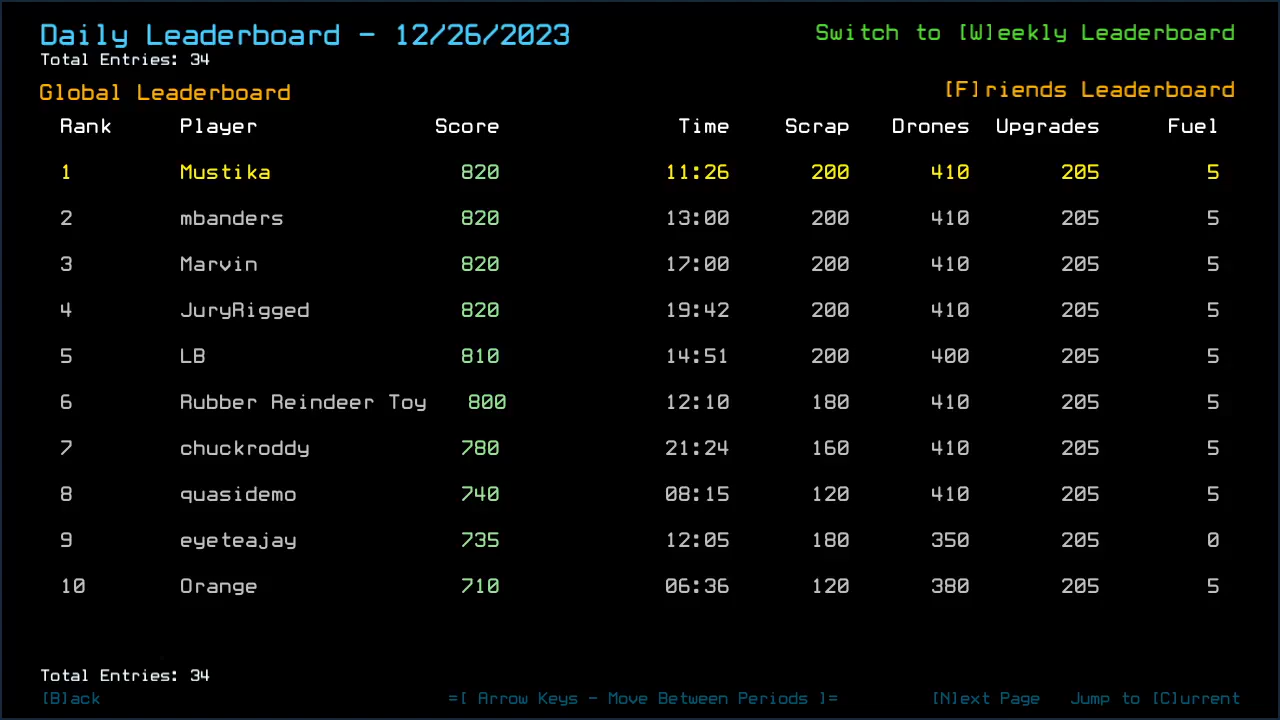 Daily Leaderboard - 12/26/2023 Switch to [W]eekly Leaderboard
Total Entries: 34
Global Leaderboard [F]riends Leaderboard
Rank Player Score Time Scrap Drones Upgrades Fuel
1 Mustika 820 11:26 200 410 205 5
2 mbanders 820 13:00 200 410 205 5
3 Marvin 820 17:00 200 410 205 5
4 JuryRigged 820 19:42 200 410 205 5
5 LB 810 14:51 200 400 205 5
6 Rubber Reindeer Toy 800 12:10 180 410 205 5
7 chuckroddy 780 21:24 160 410 205 5
8 quasidemo 740 08:15 120 410 205 5
9 eyeteajay 735 12:05 180 350 205 0
10 Orange 710 06:36 120 380 205 5
Total Entries: 34
[B]ack =[ Arrow Keys - Move Between Periods ]= [N]ext Page Jump to [C]urrent